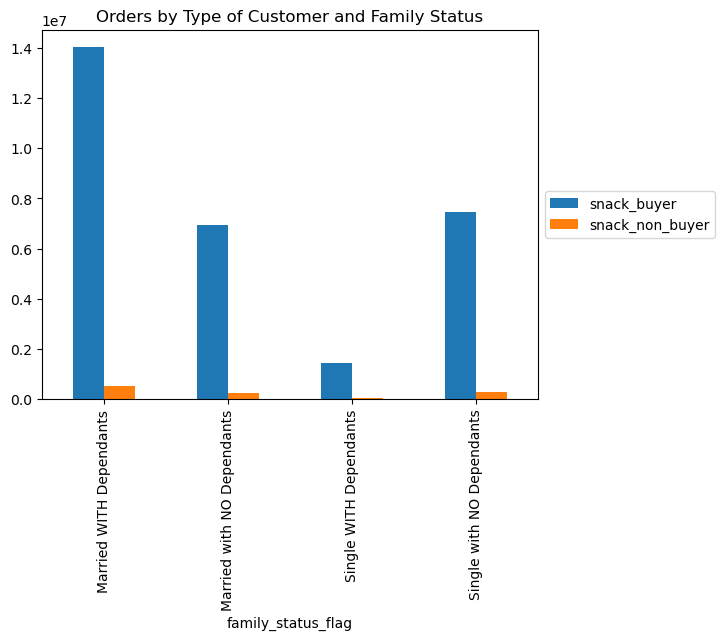 Orders by Type of Customer and Family Status
1e7
1.4
1.2
1.0
0.8
0.6
0.4
0.2
0.0
snack_buyer
snack_non_buyer
Married WITH Dependants
Married with NO Dependants
Single WITH Dependants
Single with NO Dependants
family_status_flag